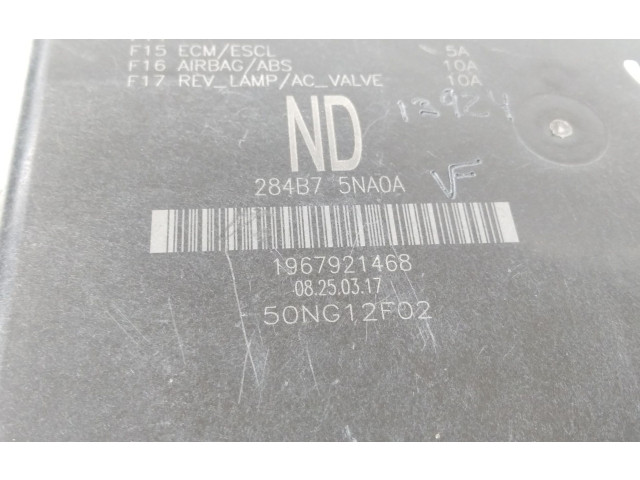 F15 ECM/ESCL 5A
F16 AIRBAG/ABS 10A
F17 REV_LAMP/AC_VALVE 10A
ND
13924
284B7 5NA0A VF
1967921468
08.25.03.17
50NG12F02